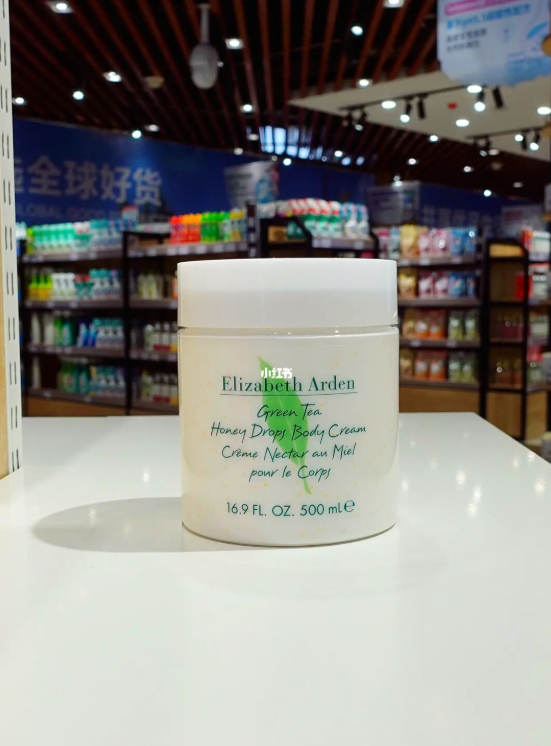 全球好货
小红书
Elizabeth Arden
Green Tea
Honey Drops Body Cream
Crème Nectar au Miel
pour le Corps
16.9 FL. OZ. 500 mL℮